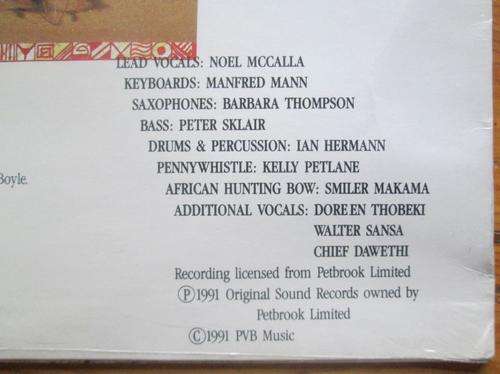 LEAD VOCALS: NOEL MCCALLA
KEYBOARDS: MANFRED MANN
SAXOPHONES: BARBARA THOMPSON
BASS: PETER SKLAIR
DRUMS & PERCUSSION: IAN HERMANN
PENNYWHISTLE: KELLY PETLANE
Boyle.
AFRICAN HUNTING BOW: SMILER MAKAMA
ADDITIONAL VOCALS: DOREEN THOBEKI
WALTER SANSA
CHIEF DAWETHI
Recording licensed from Petbrook Limited
Ⓟ1991 Original Sound Records owned by
Petbrook Limited
©1991 PVB Music